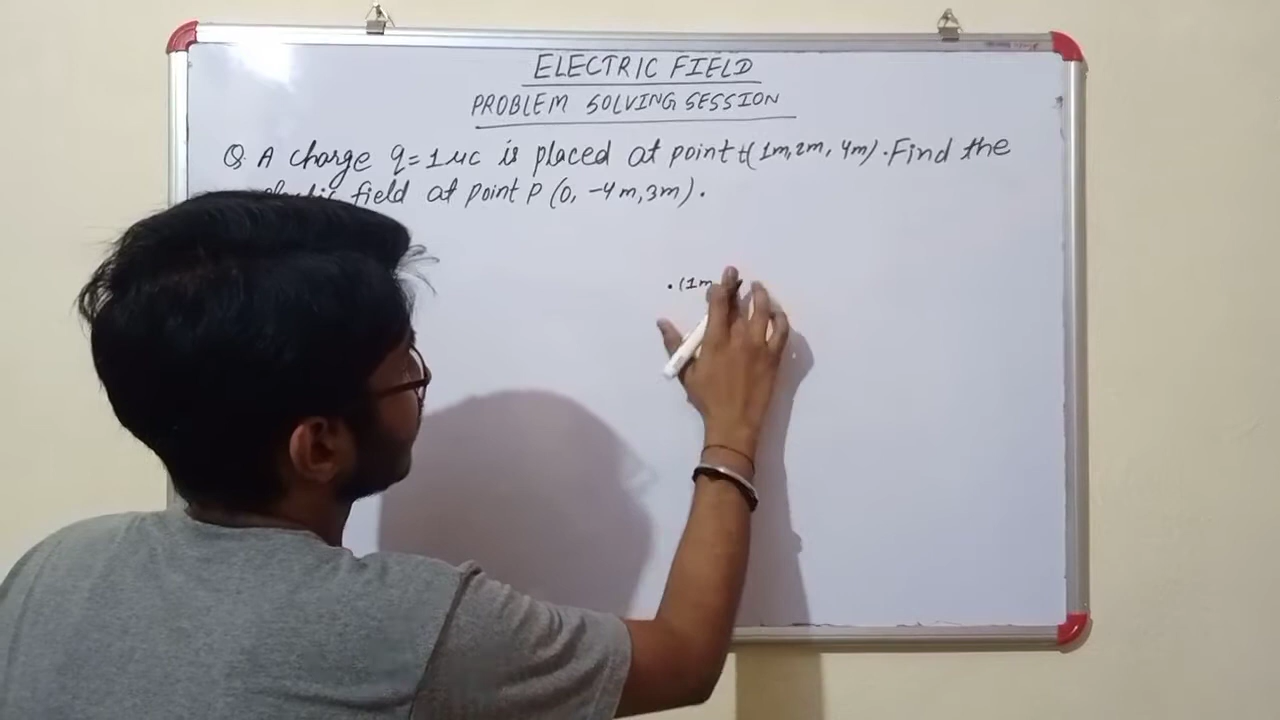 ELECTRIC FIELD
PROBLEM SOLVING SESSION
Q. A charge q=1μc is placed at point (1m,2m, 4m). Find the
field at point P (0, -4m,3m).
.(1m